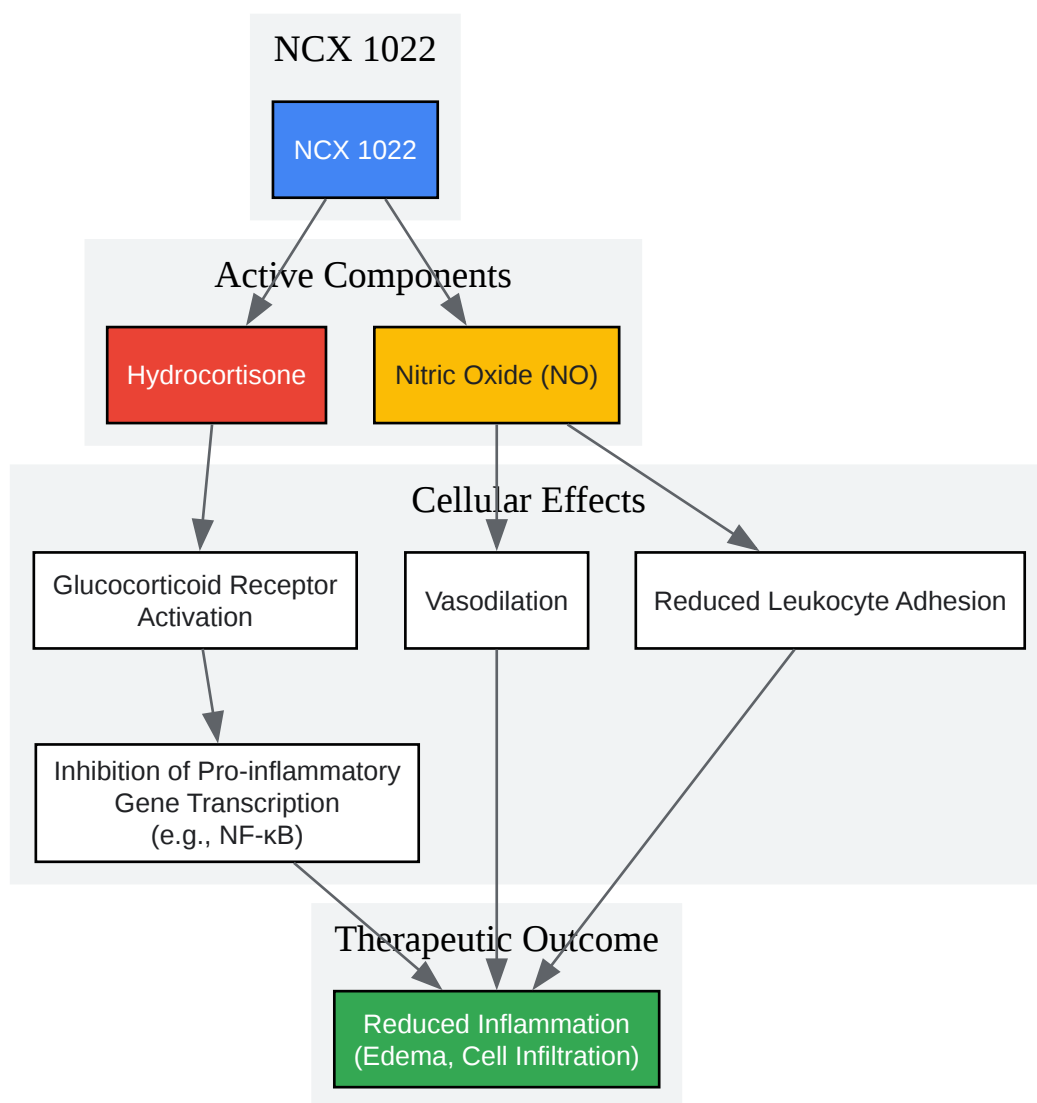 NCX 1022
NCX 1022
Active Components
Hydrocortisone
Nitric Oxide (NO)
Cellular Effects
Glucocorticoid Receptor
Activation
Vasodilation
Reduced Leukocyte Adhesion
Inhibition of Pro-inflammatory
Gene Transcription
(e.g., NF-κB)
Therapeutic Outcome
Reduced Inflammation
(Edema, Cell Infiltration)